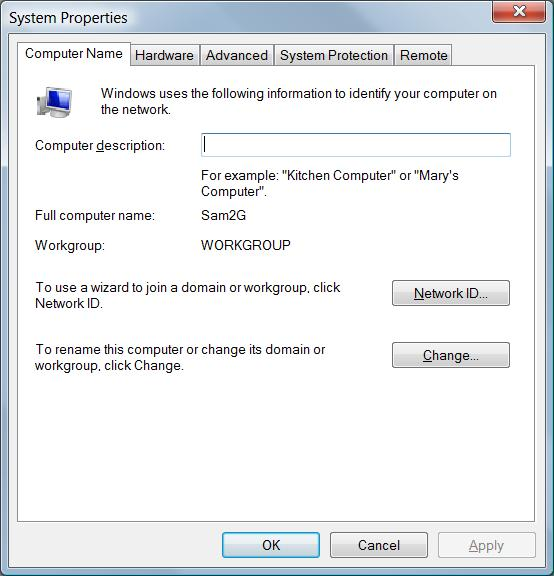 System Properties
Computer Name Hardware Advanced System Protection Remote
Windows uses the following information to identify your computer on
the network.
Computer description:
For example: "Kitchen Computer" or "Mary's
Computer".
Full computer name: Sam2G
Workgroup: WORKGROUP
To use a wizard to join a domain or workgroup, click
Network ID.
Network ID...
To rename this computer or change its domain or
workgroup, click Change.
Change...
OK Cancel Apply